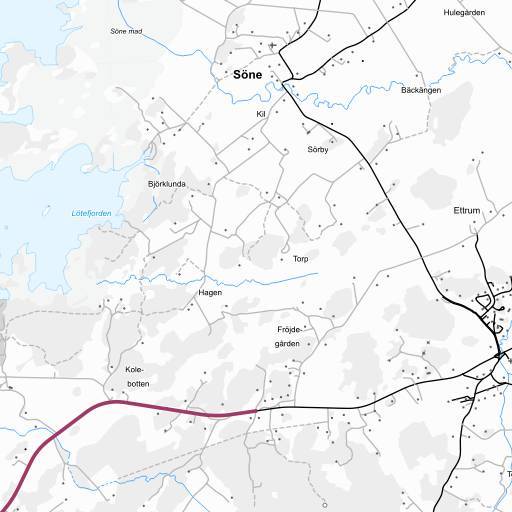 Hulegården
Söne mad
Söne
Bäckängen
Kil
Sörby
Björklunda
Lötefjorden
Ettrum
Torp
Hagen
Fröjde-
gården
Kole-
botten